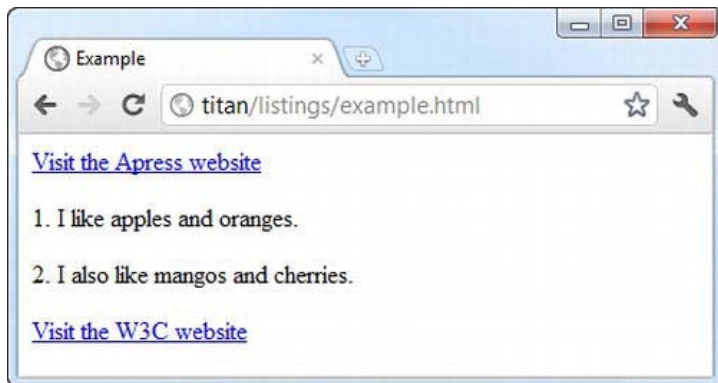 Example
titan/listings/example.html
Visit the Apress website
1. I like apples and oranges.
2. I also like mangos and cherries.
Visit the W3C website